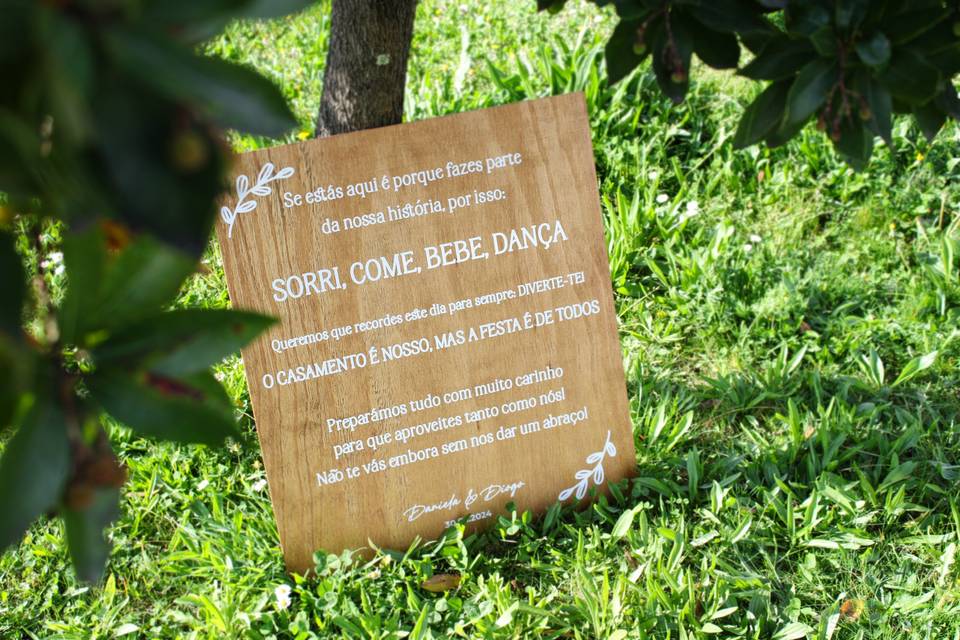 Se estás aqui é porque fazes parte
da nossa história, por isso:
SORRI, COME, BEBE, DANÇA
Queremos que recordes este dia para sempre: DIVERTE-TE!
O CASAMENTO É NOSSO, MAS A FESTA É DE TODOS
Preparámos tudo com muito carinho
para que aproveites tanto como nós!
Não te vás embora sem nos dar um abraço!
Daniela & Diogo
2024